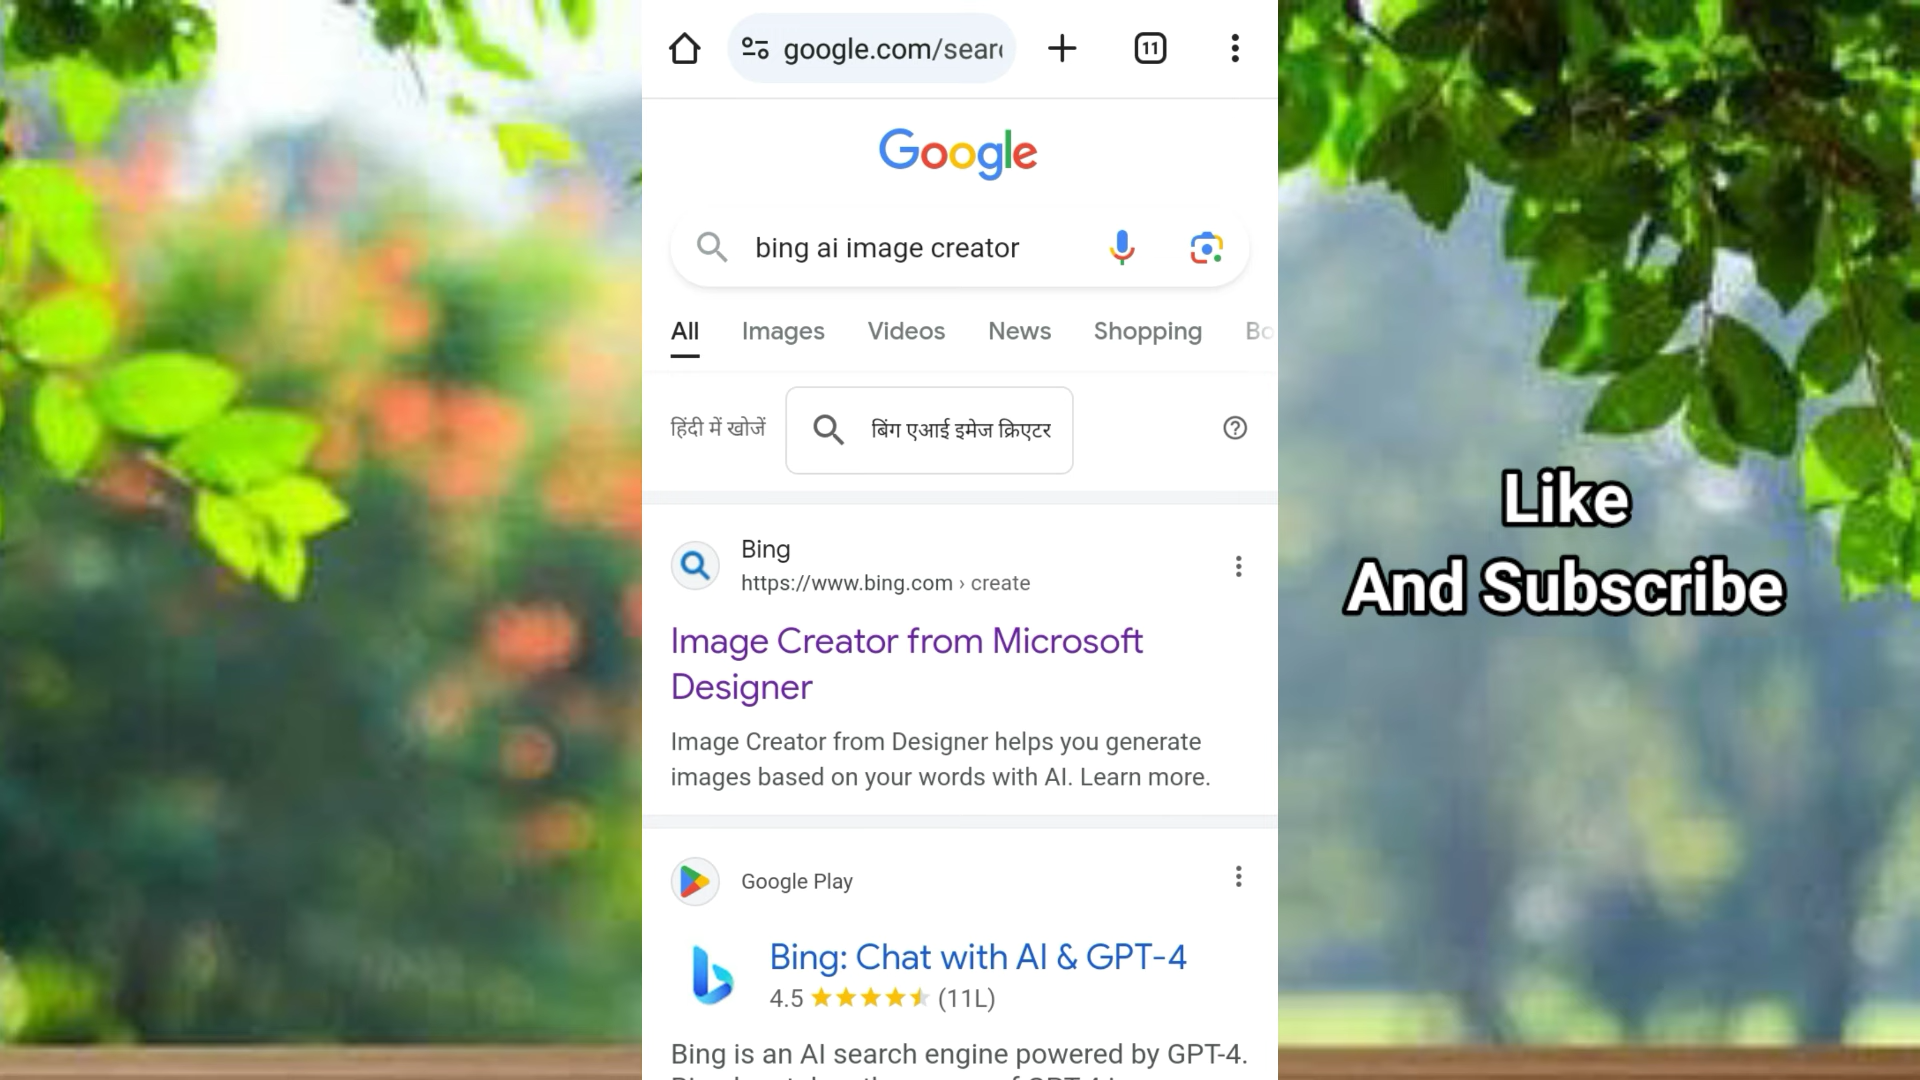 google.com/sear
11
Google
bing ai image creator
All Images Videos News Shopping Bo
हिंदी में खोजें बिंग एआई इमेज क्रिएटर
Bing
https://www.bing.com › create
Image Creator from Microsoft
Designer
Image Creator from Designer helps you generate
images based on your words with AI. Learn more.
Google Play
Bing: Chat with AI & GPT-4
4.5 (11L)
Bing is an AI search engine powered by GPT-4.
Like
And Subscribe